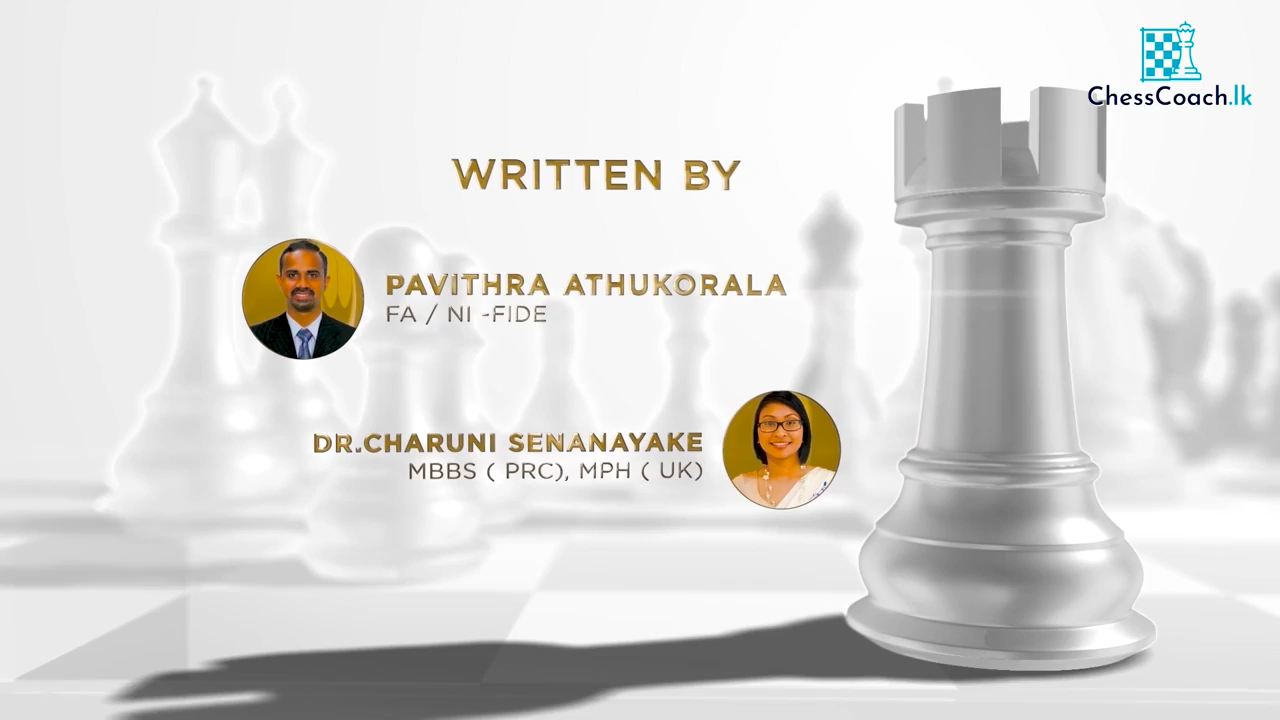 ChessCoach.lk
WRITTEN BY
PAVITHRA ATHUKORALA
FA / NI -FIDE
DR.CHARUNI SENANAYAKE
MBBS ( PRC), MPH ( UK)